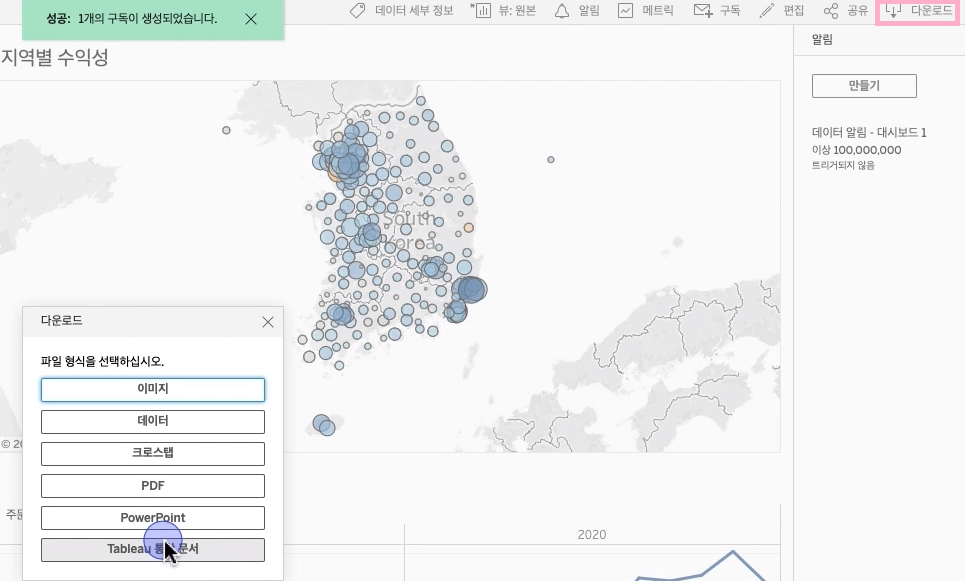 성공: 1개의 구독이 생성되었습니다.
데이터 세부 정보 뷰: 원본 알림 메트릭 구독 편집 공유 다운로드
지역별 수익성
알림
만들기
데이터 알림 - 대시보드 1
이상 100,000,000
트리거되지 않음
South
Korea
다운로드
파일 형식을 선택하십시오.
이미지
데이터
크로스탭
PDF
PowerPoint
Tableau 문서
© 20
주문
2020